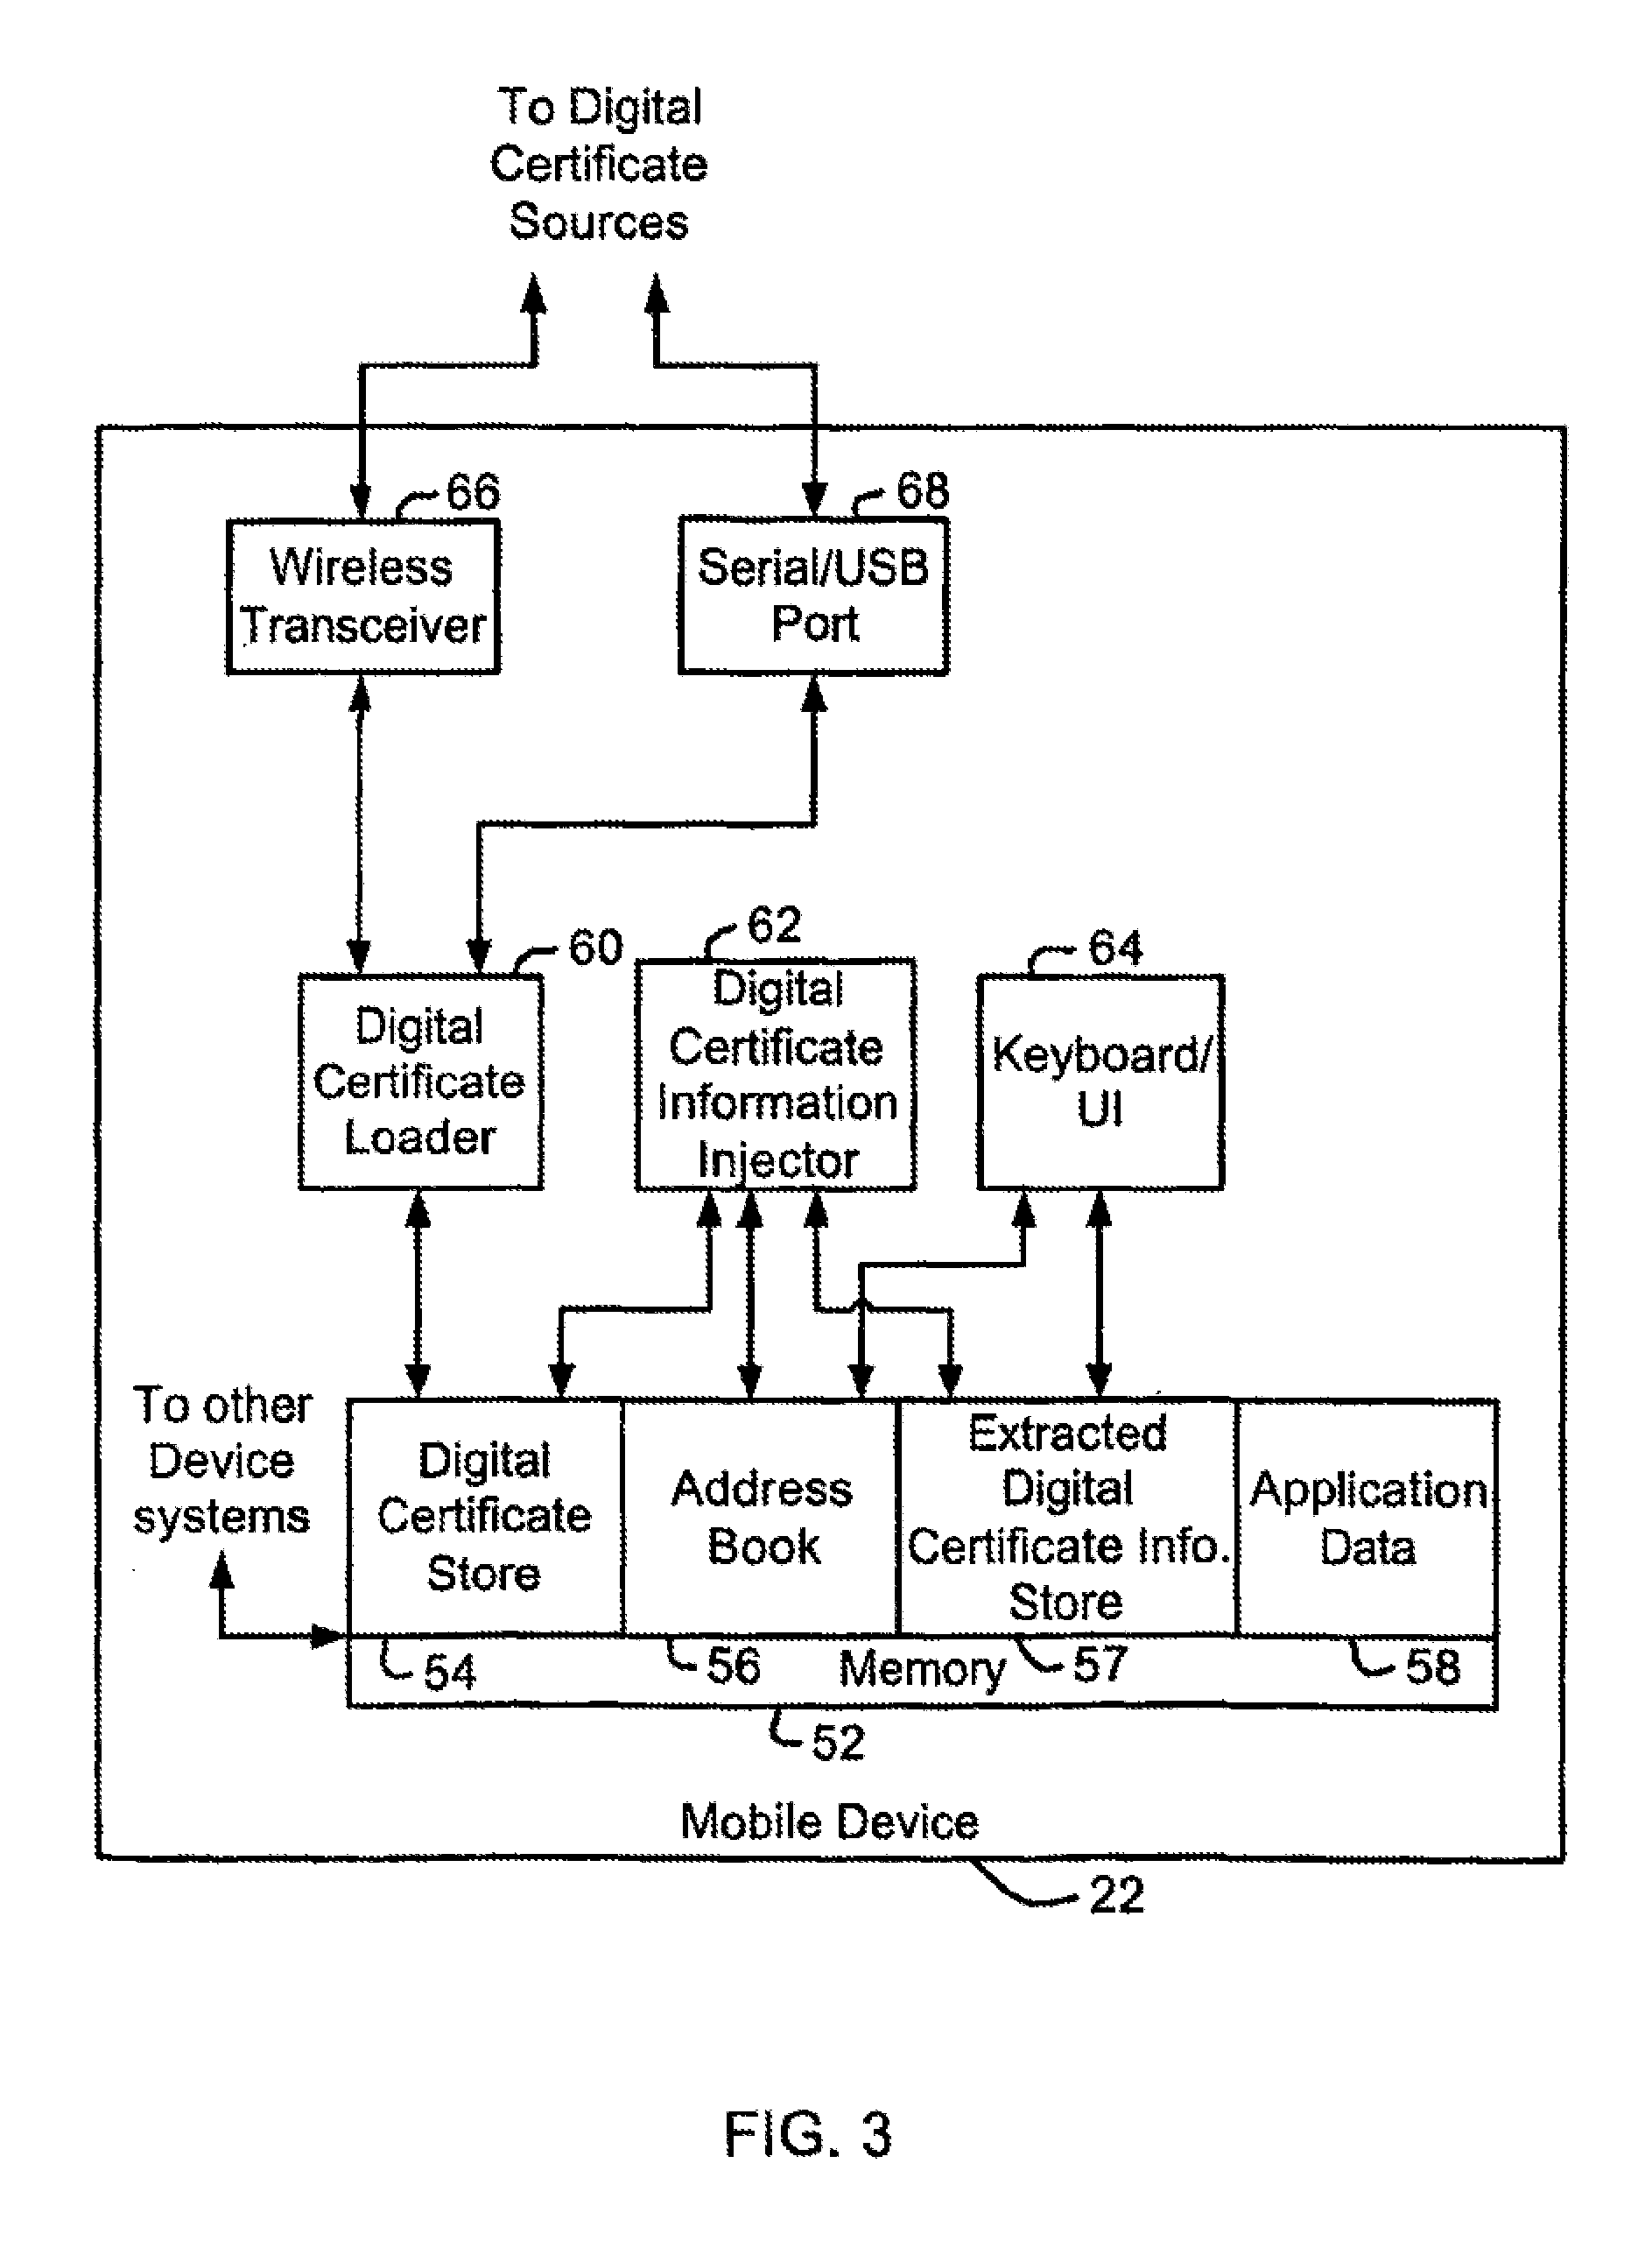 To Digital
Certificate
Sources
66
Wireless
Transceiver
68
Serial/USB
Port
60
Digital
Certificate
Loader
62
Digital
Certificate
Information
Injector
64
Keyboard/
UI
To other
Device
systems
Digital
Certificate
Store
Address
Book
Extracted
Digital
Certificate Info.
Store
Application
Data
54
56
Memory
57
58
52
Mobile Device
22
FIG. 3